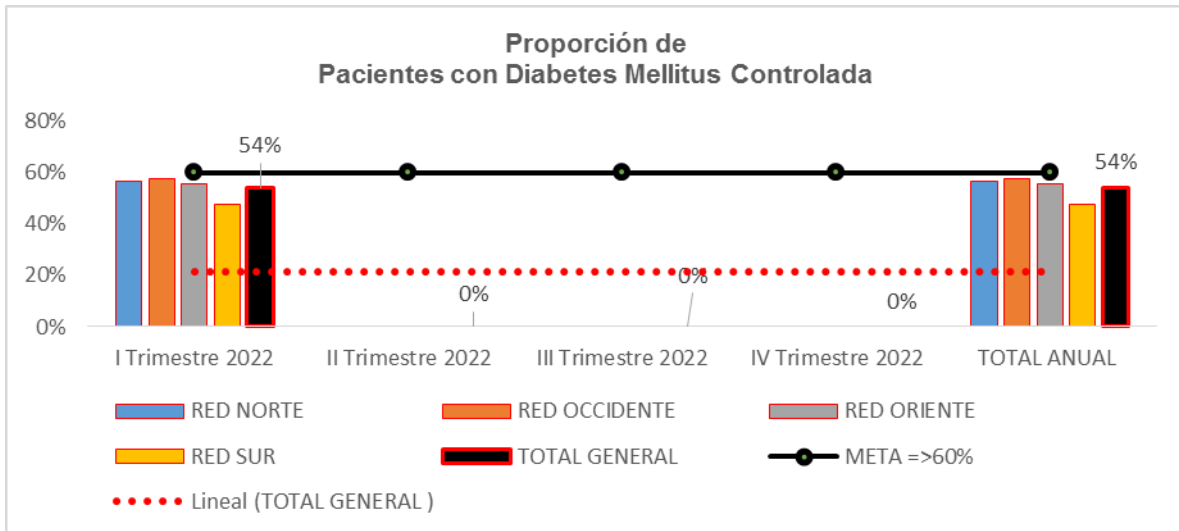 Proporción de
Pacientes con Diabetes Mellitus Controlada
80%
60%
40%
20%
0%
54%
0%
0%
0%
54%
I Trimestre 2022
II Trimestre 2022
III Trimestre 2022
IV Trimestre 2022
TOTAL ANUAL
RED NORTE
RED OCCIDENTE
RED ORIENTE
RED SUR
TOTAL GENERAL
META =>60%
Lineal (TOTAL GENERAL )